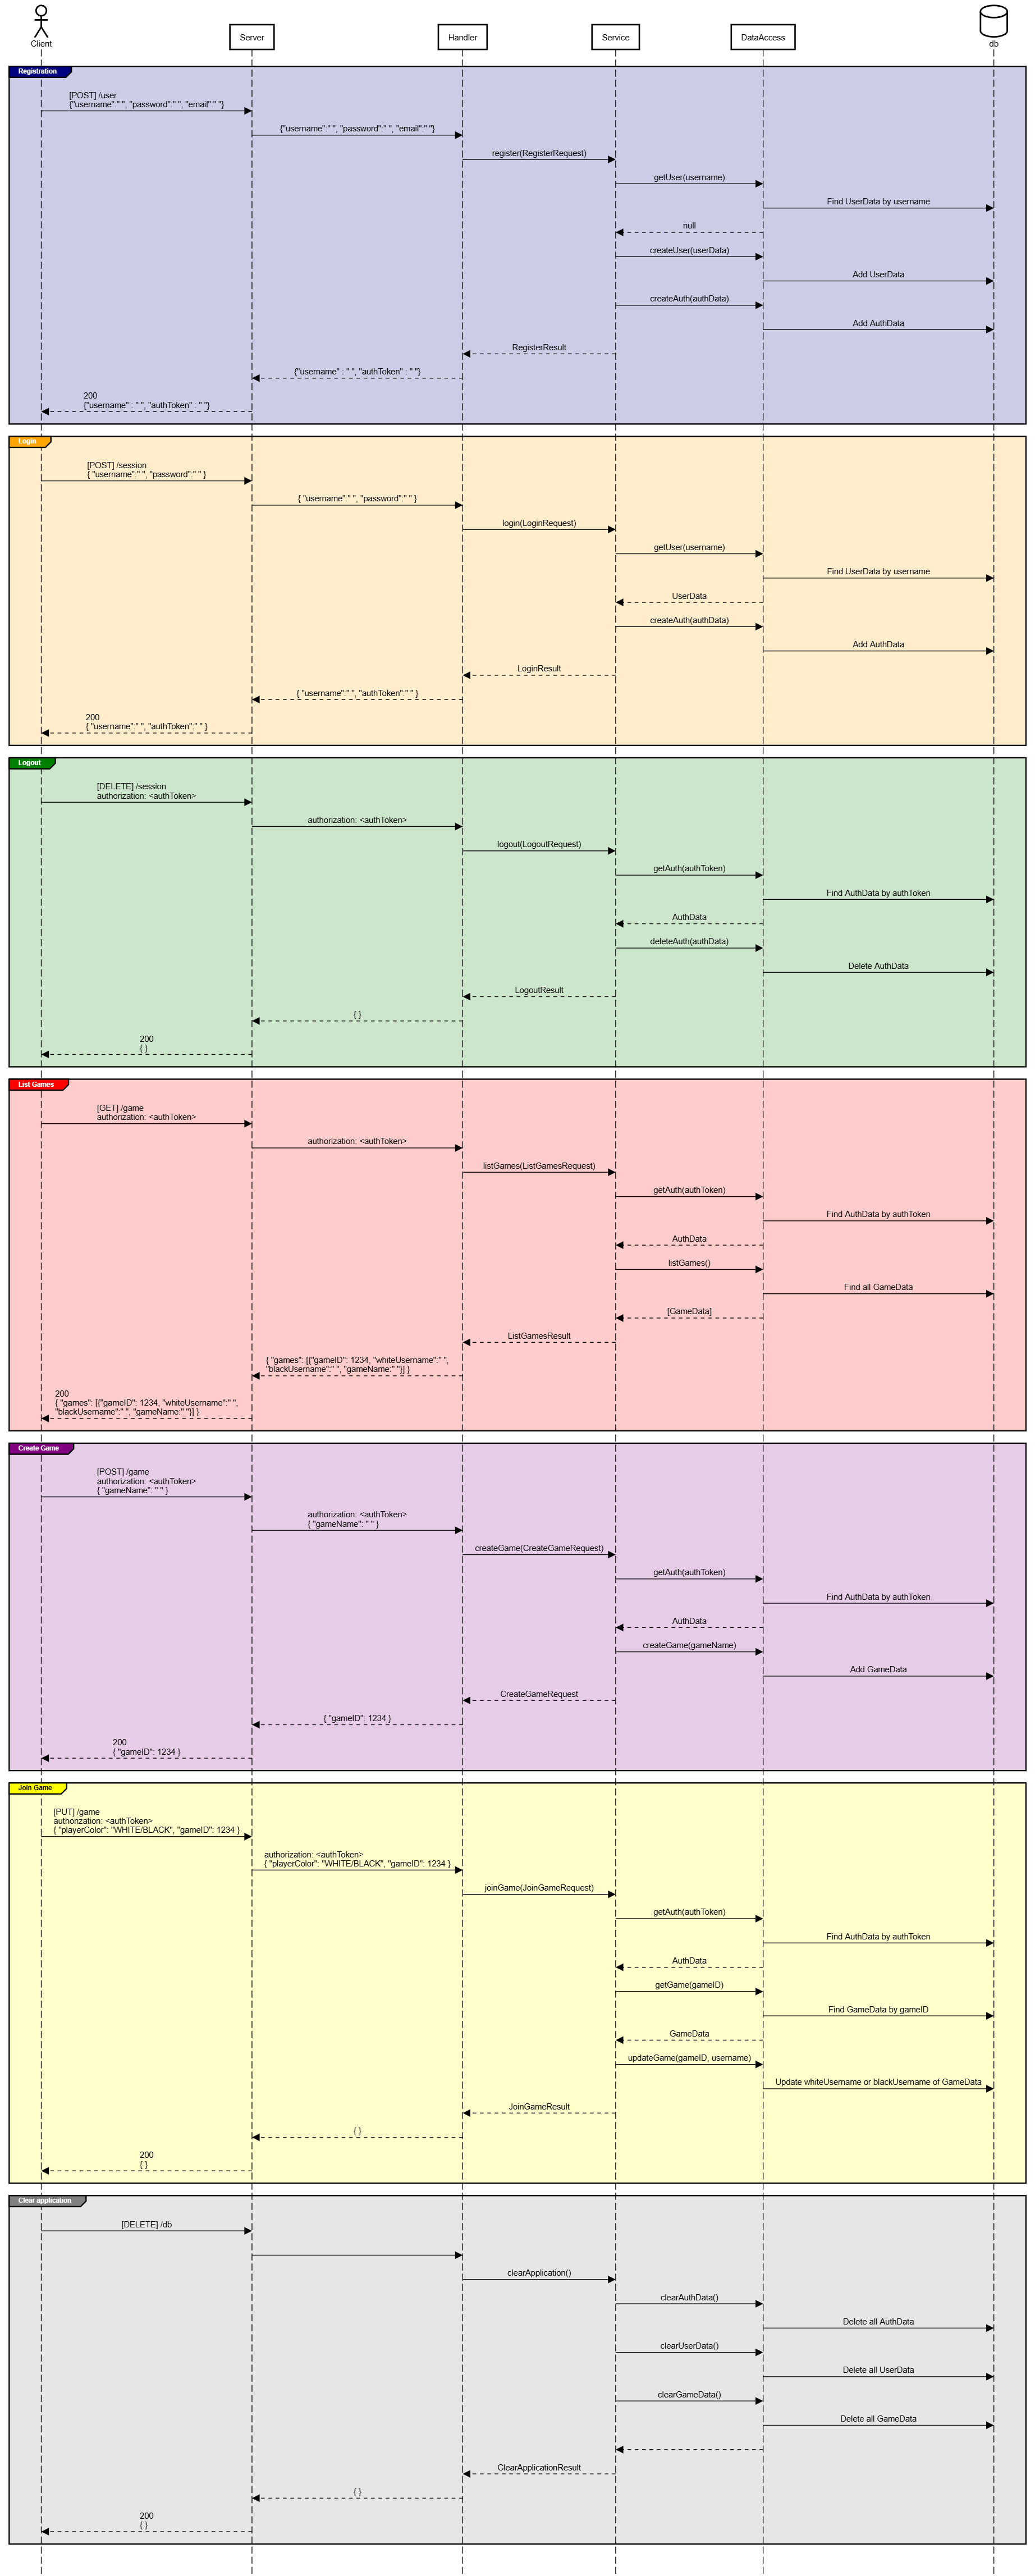 Client
Server
Handler
Service
DataAccess
db
Registration
[POST] /user
{"username":" ", "password":" ", "email":" "}
{"username":" ", "password":" ", "email":" "}
register(RegisterRequest)
getUser(username)
Find UserData by username
null
createUser(userData)
Add UserData
createAuth(authData)
Add AuthData
RegisterResult
{"username" : " ", "authToken" : " "}
200
{"username" : " ", "authToken" : " "}
Login
[POST] /session
{ "username":" ", "password":" " }
{ "username":" ", "password":" " }
login(LoginRequest)
getUser(username)
Find UserData by username
UserData
createAuth(authData)
Add AuthData
LoginResult
{ "username":" ", "authToken":" " }
200
{ "username":" ", "authToken":" " }
Logout
[DELETE] /session
authorization: <authToken>
authorization: <authToken>
logout(LogoutRequest)
getAuth(authToken)
Find AuthData by authToken
AuthData
deleteAuth(authData)
Delete AuthData
LogoutResult
{ }
200
{ }
List Games
[GET] /game
authorization: <authToken>
authorization: <authToken>
listGames(ListGamesRequest)
getAuth(authToken)
Find AuthData by authToken
AuthData
listGames()
Find all GameData
[GameData]
ListGamesResult
{ "games": [{"gameID": 1234, "whiteUsername":" ",
"blackUsername":" ", "gameName:" "}] }
200
{ "games": [{"gameID": 1234, "whiteUsername":" ",
"blackUsername":" ", "gameName:" "}] }
Create Game
[POST] /game
authorization: <authToken>
{ "gameName": " " }
authorization: <authToken>
{ "gameName": " " }
createGame(CreateGameRequest)
getAuth(authToken)
Find AuthData by authToken
AuthData
createGame(gameName)
Add GameData
CreateGameRequest
{ "gameID": 1234 }
200
{ "gameID": 1234 }
Join Game
[PUT] /game
authorization: <authToken>
{ "playerColor": "WHITE/BLACK", "gameID": 1234 }
authorization: <authToken>
{ "playerColor": "WHITE/BLACK", "gameID": 1234 }
joinGame(JoinGameRequest)
getAuth(authToken)
Find AuthData by authToken
AuthData
getGame(gameID)
Find GameData by gameID
GameData
updateGame(gameID, username)
Update whiteUsername or blackUsername of GameData
JoinGameResult
{ }
200
{ }
Clear application
[DELETE] /db
clearApplication()
clearAuthData()
Delete all AuthData
clearUserData()
Delete all UserData
clearGameData()
Delete all GameData
ClearApplicationResult
{ }
200
{ }